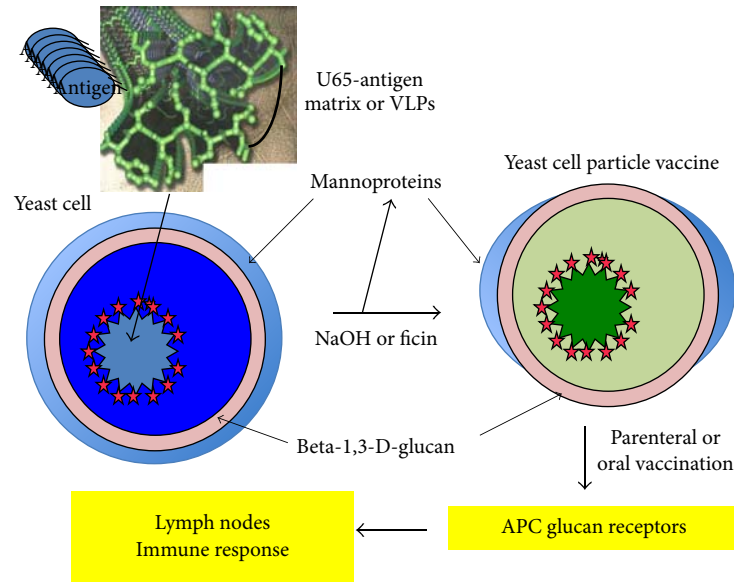 Antigen
U65-antigen
matrix or VLPs
Yeast cell particle vaccine
Mannoproteins
Yeast cell
NaOH or ficin
Beta-1,3-D-glucan
Parenteral or
oral vaccination
Lymph nodes
Immune response
APC glucan receptors